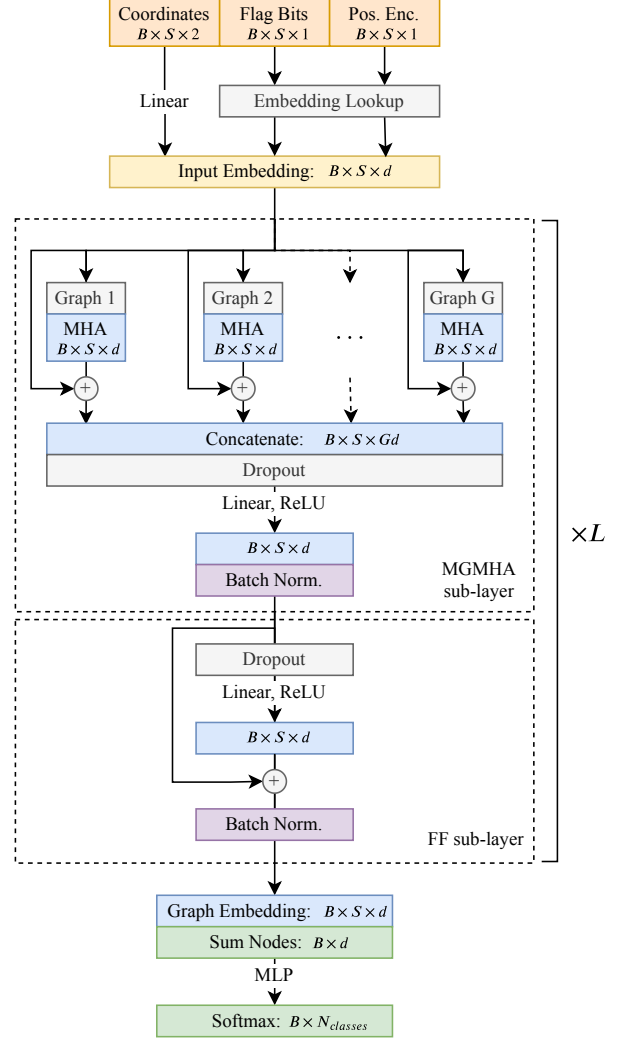 Coordinates Flag Bits Pos. Enc.
B × S × 2 B × S × 1 B × S × 1
Linear Embedding Lookup
Input Embedding: B × S × d
Graph 1 Graph 2 Graph G
MHA MHA MHA
B × S × d B × S × d . . . B × S × d
+ + +
Concatenate: B × S × Gd
Dropout
Linear, ReLU
B × S × d
Batch Norm.
MGMHA
sub-layer
×L
Dropout
Linear, ReLU
B × S × d
+
Batch Norm.
FF sub-layer
Graph Embedding: B × S × d
Sum Nodes: B × d
MLP
Softmax: B × N_classes